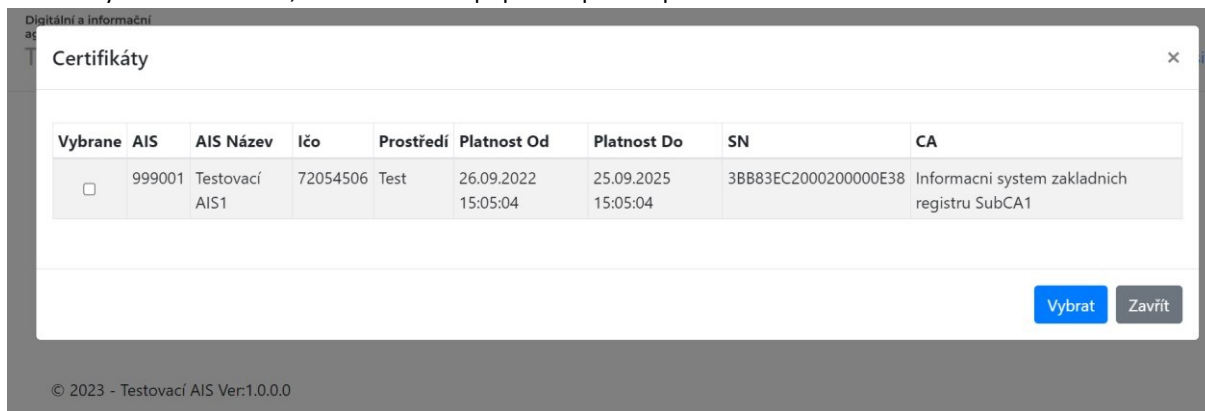 Digitální a informační
Certifikáty ×
Vybrane AIS AIS Název Ičo Prostředí Platnost Od Platnost Do SN CA
999001 Testovací 72054506 Test 26.09.2022 25.09.2025 3BB83EC2000200000E38 Informacni system zakladnich
AIS1 15:05:04 15:05:04 registru SubCA1
Vybrat Zavřít
© 2023 - Testovací AIS Ver:1.0.0.0